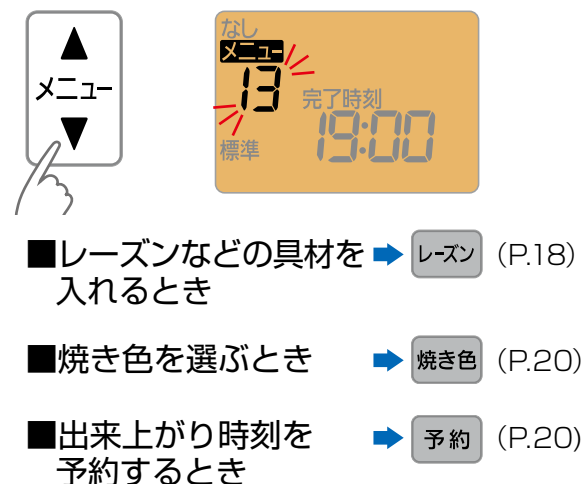 ▲
メニュー
▼
なし
メニュー
13
完了時刻
19:00
標準
■レーズンなどの具材を ➡ レーズン (P.18)
入れるとき
■焼き色を選ぶとき ➡ 焼き色 (P.20)
■出来上がり時刻を ➡ 予約 (P.20)
予約するとき